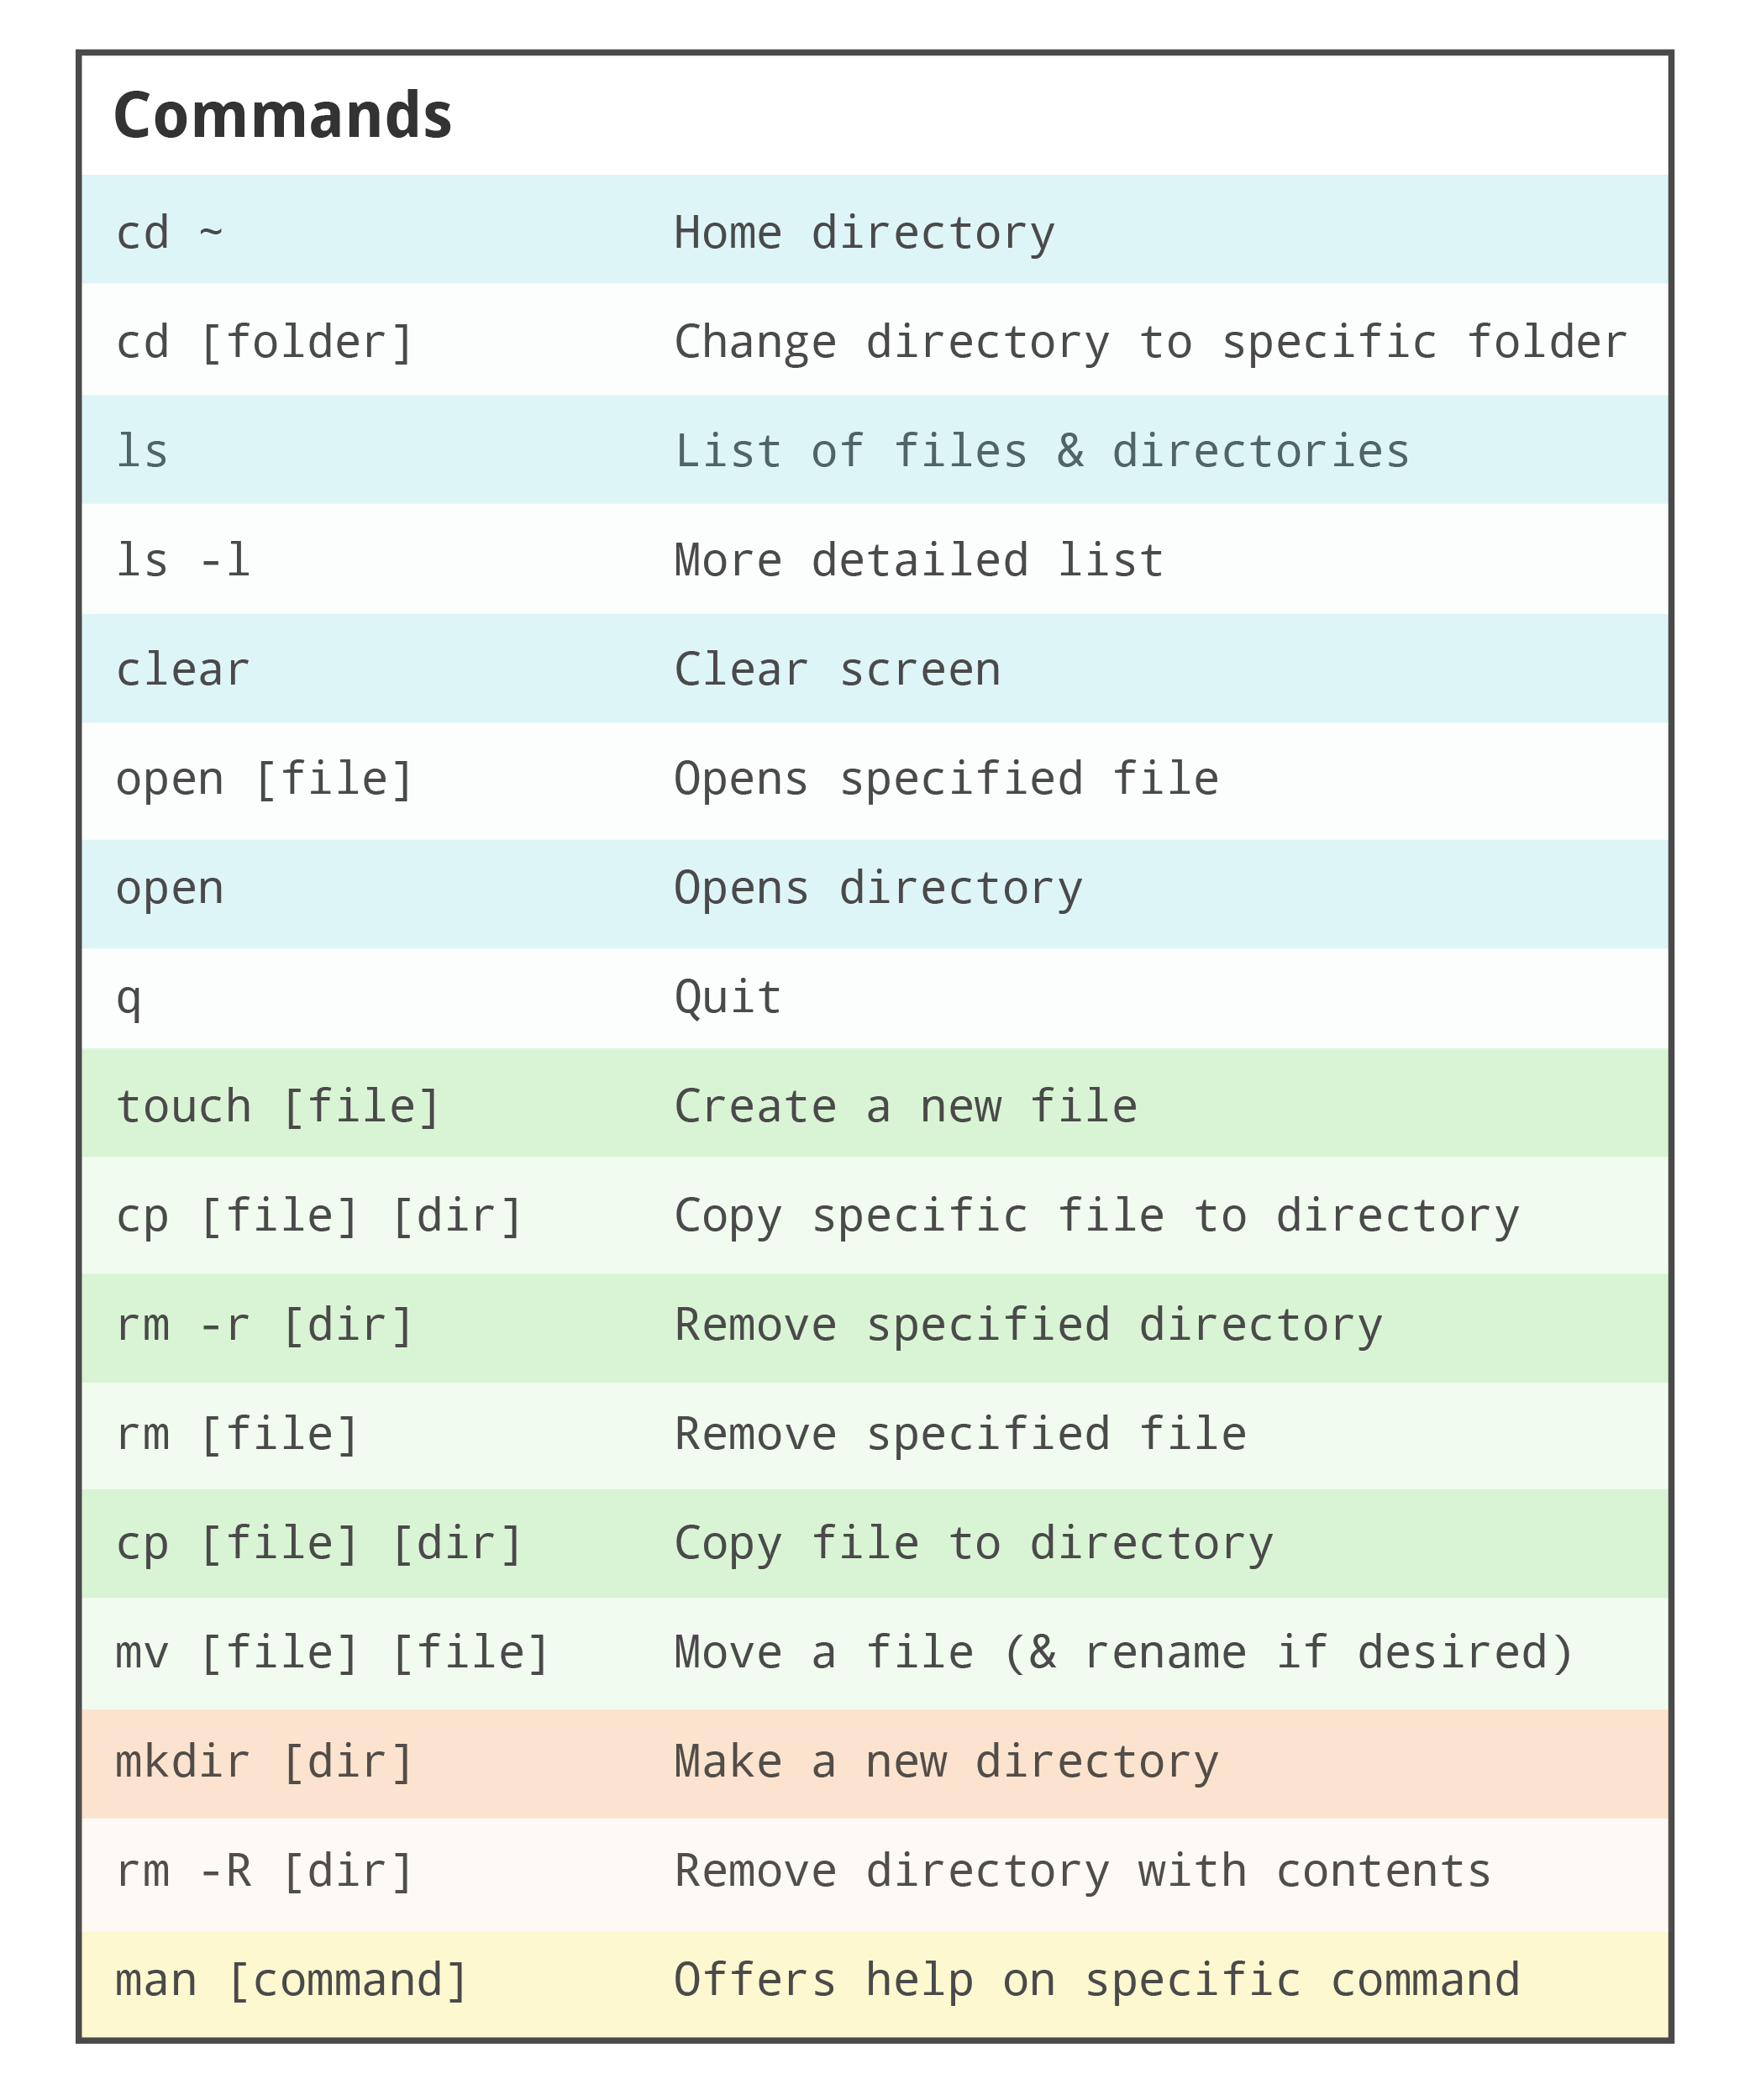 Commands
cd ~ Home directory
cd [folder] Change directory to specific folder
ls List of files & directories
ls -l More detailed list
clear Clear screen
open [file] Opens specified file
open Opens directory
q Quit
touch [file] Create a new file
cp [file] [dir] Copy specific file to directory
rm -r [dir] Remove specified directory
rm [file] Remove specified file
cp [file] [dir] Copy file to directory
mv [file] [file] Move a file (& rename if desired)
mkdir [dir] Make a new directory
rm -R [dir] Remove directory with contents
man [command] Offers help on specific command